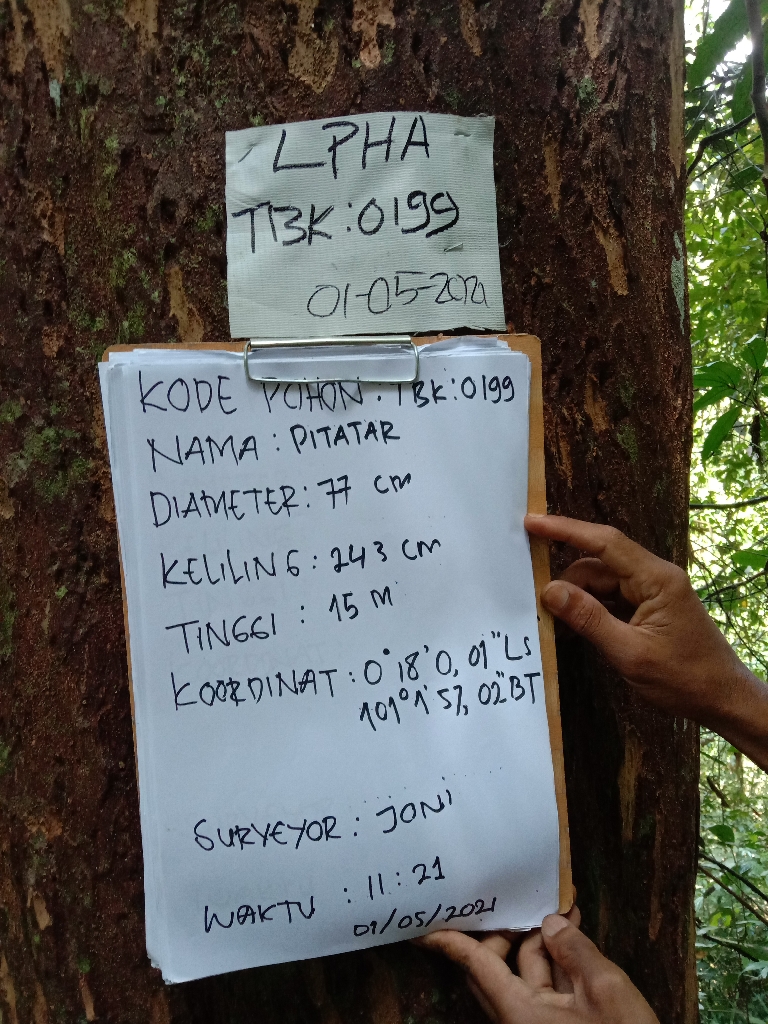 LPHA
TBK:0199
01-05-2021
KODE POHON : TBK:0199
NAMA : PITATAR
DIAMETER : 77 cm
KELILING : 243 cm
TINGGI : 15 M
KOORDINAT : 0°18'0,01"LS
101°1'57,02"BT
SURVEYOR : JONI
WAKTU : 11:21
01/05/2021